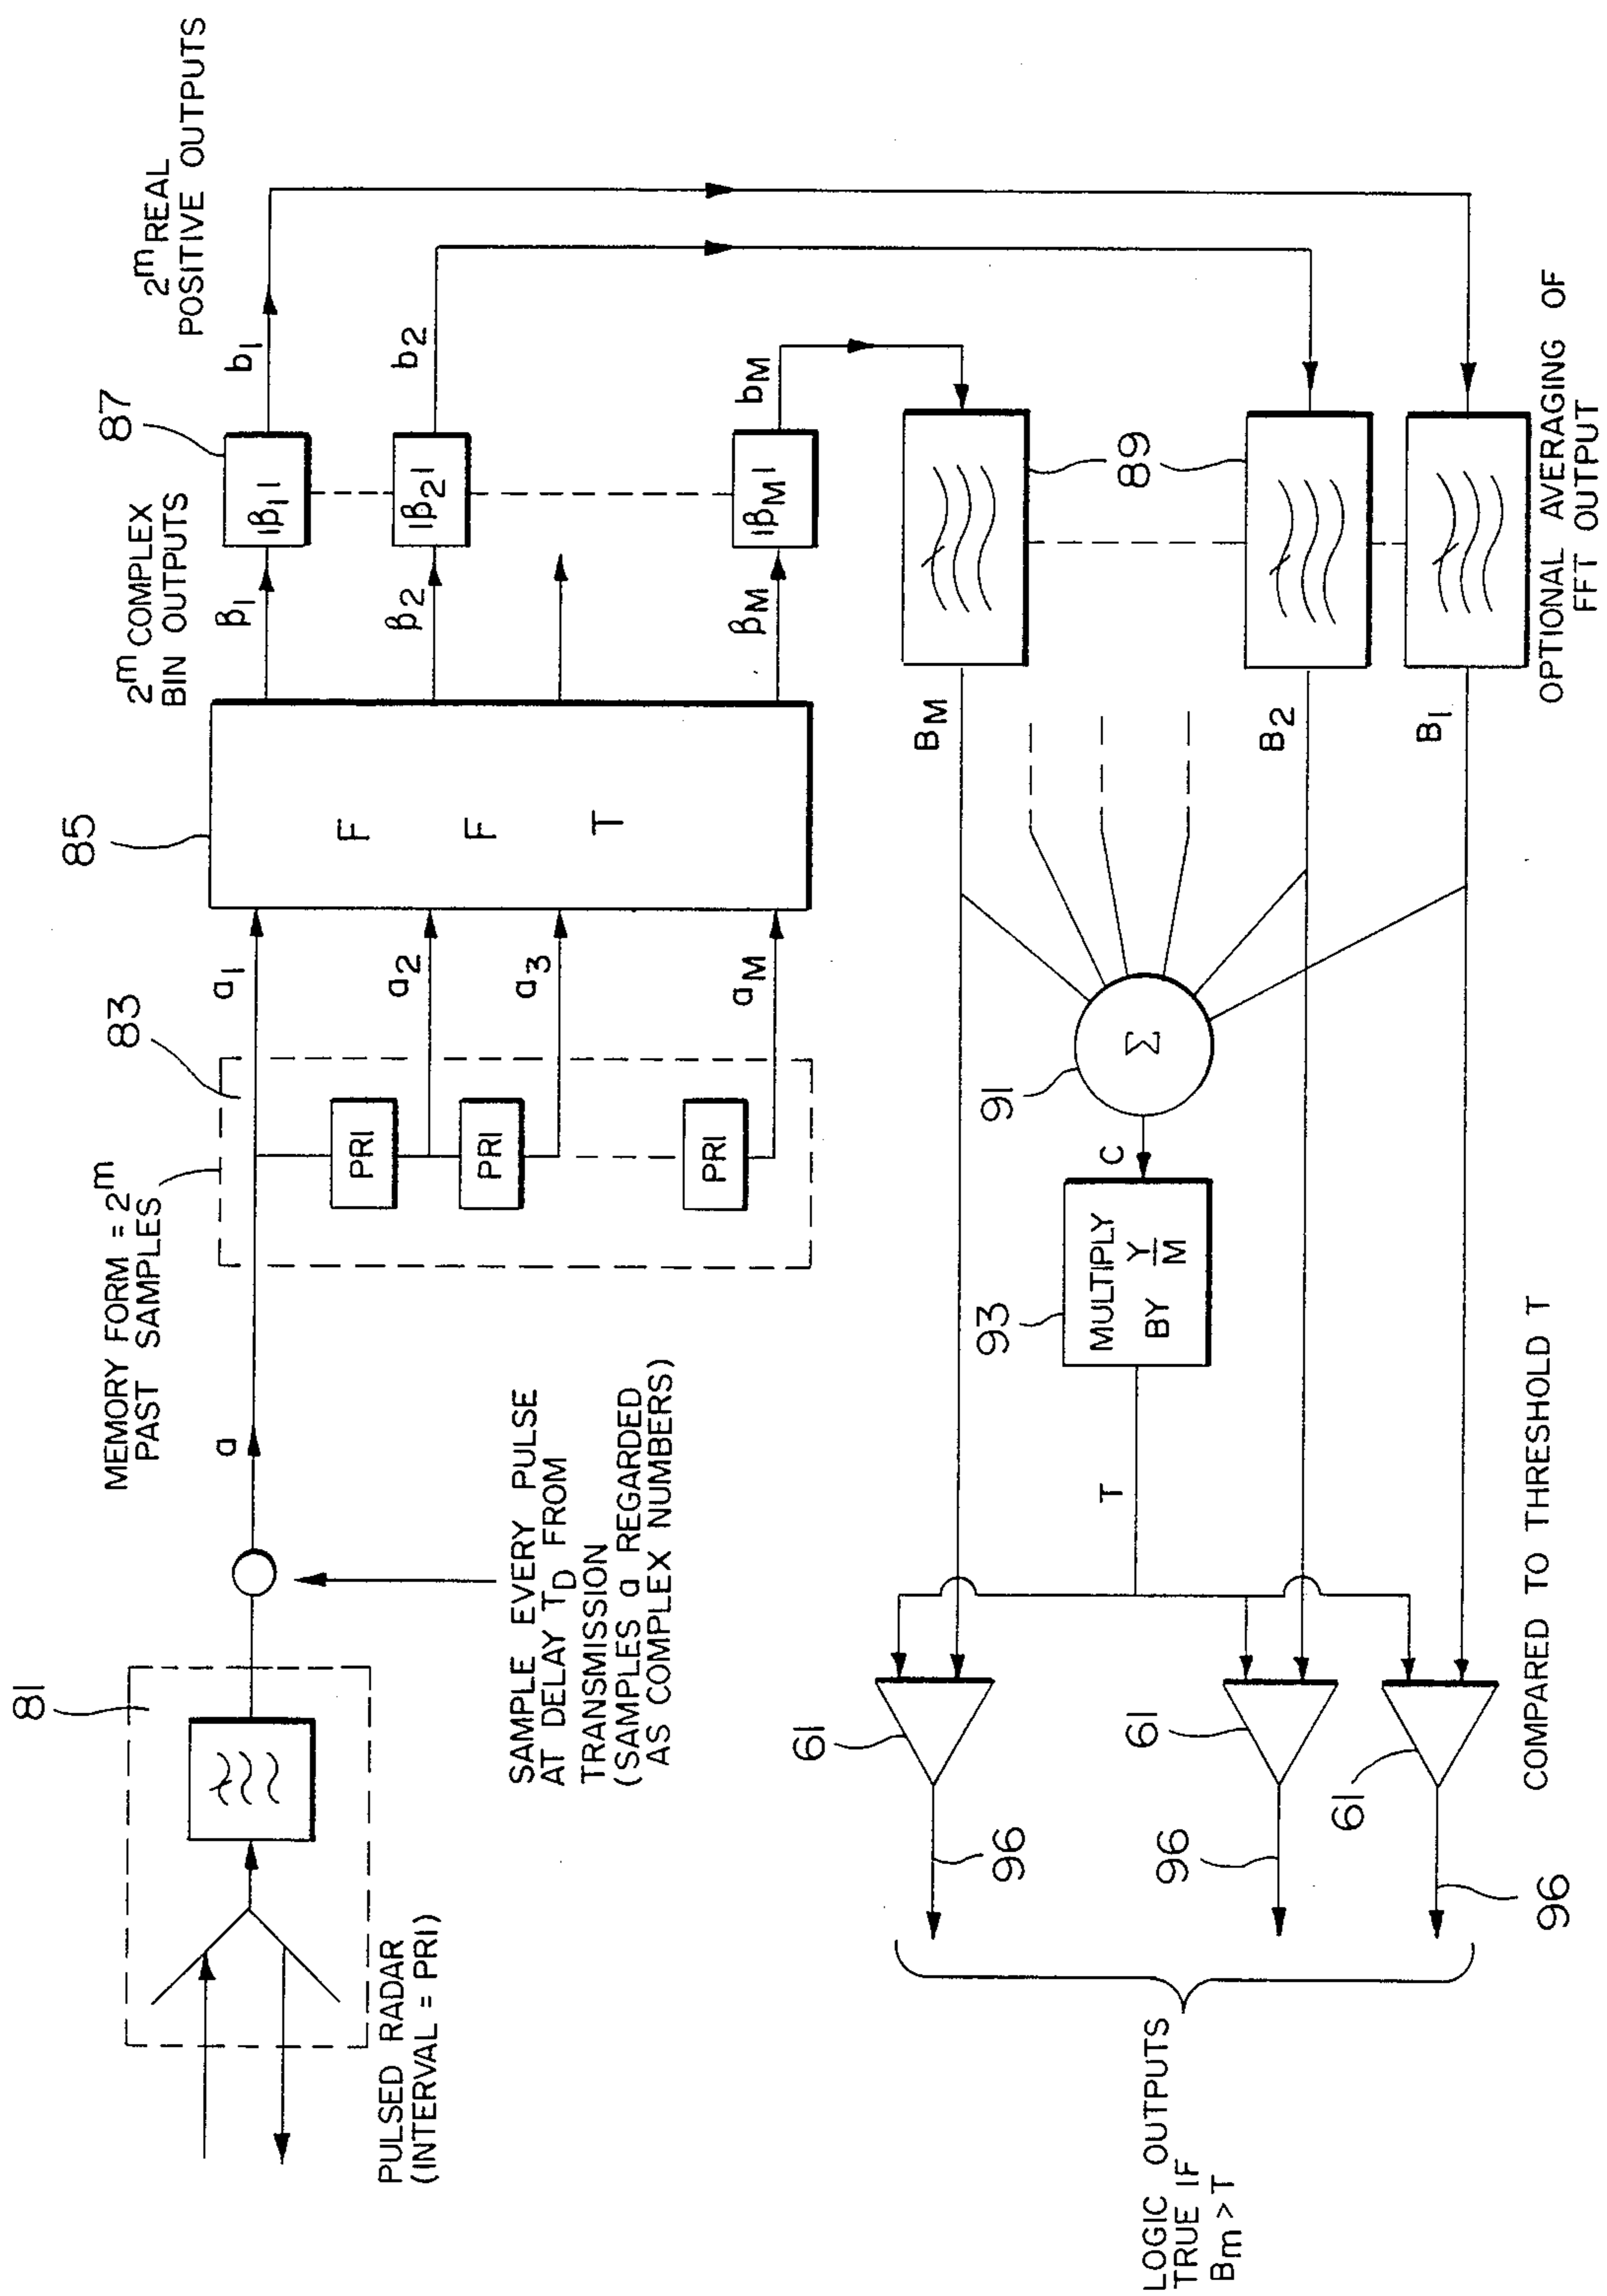 81
PULSED RADAR
(INTERVAL = PRI)
a
SAMPLE EVERY PULSE
AT DELAY TD FROM
TRANSMISSION
(SAMPLES a REGARDED
AS COMPLEX NUMBERS)
MEMORY FORM = 2^m
PAST SAMPLES
83
PRI
PRI
PRI
a1
a2
a3
aM
85
F F T
2^m COMPLEX
BIN OUTPUTS
β1
β2
βM
87
|β1|
|β2|
|βM|
b1
b2
bM
2^m REAL
POSITIVE OUTPUTS
89
OPTIONAL AVERAGING OF
FFT OUTPUT
BM
B2
B1
Σ
91
C
MULTIPLY
BY Y/M
93
T
61
61
61
COMPARED TO THRESHOLD T
96
96
96
LOGIC OUTPUTS
TRUE IF
Bm > T